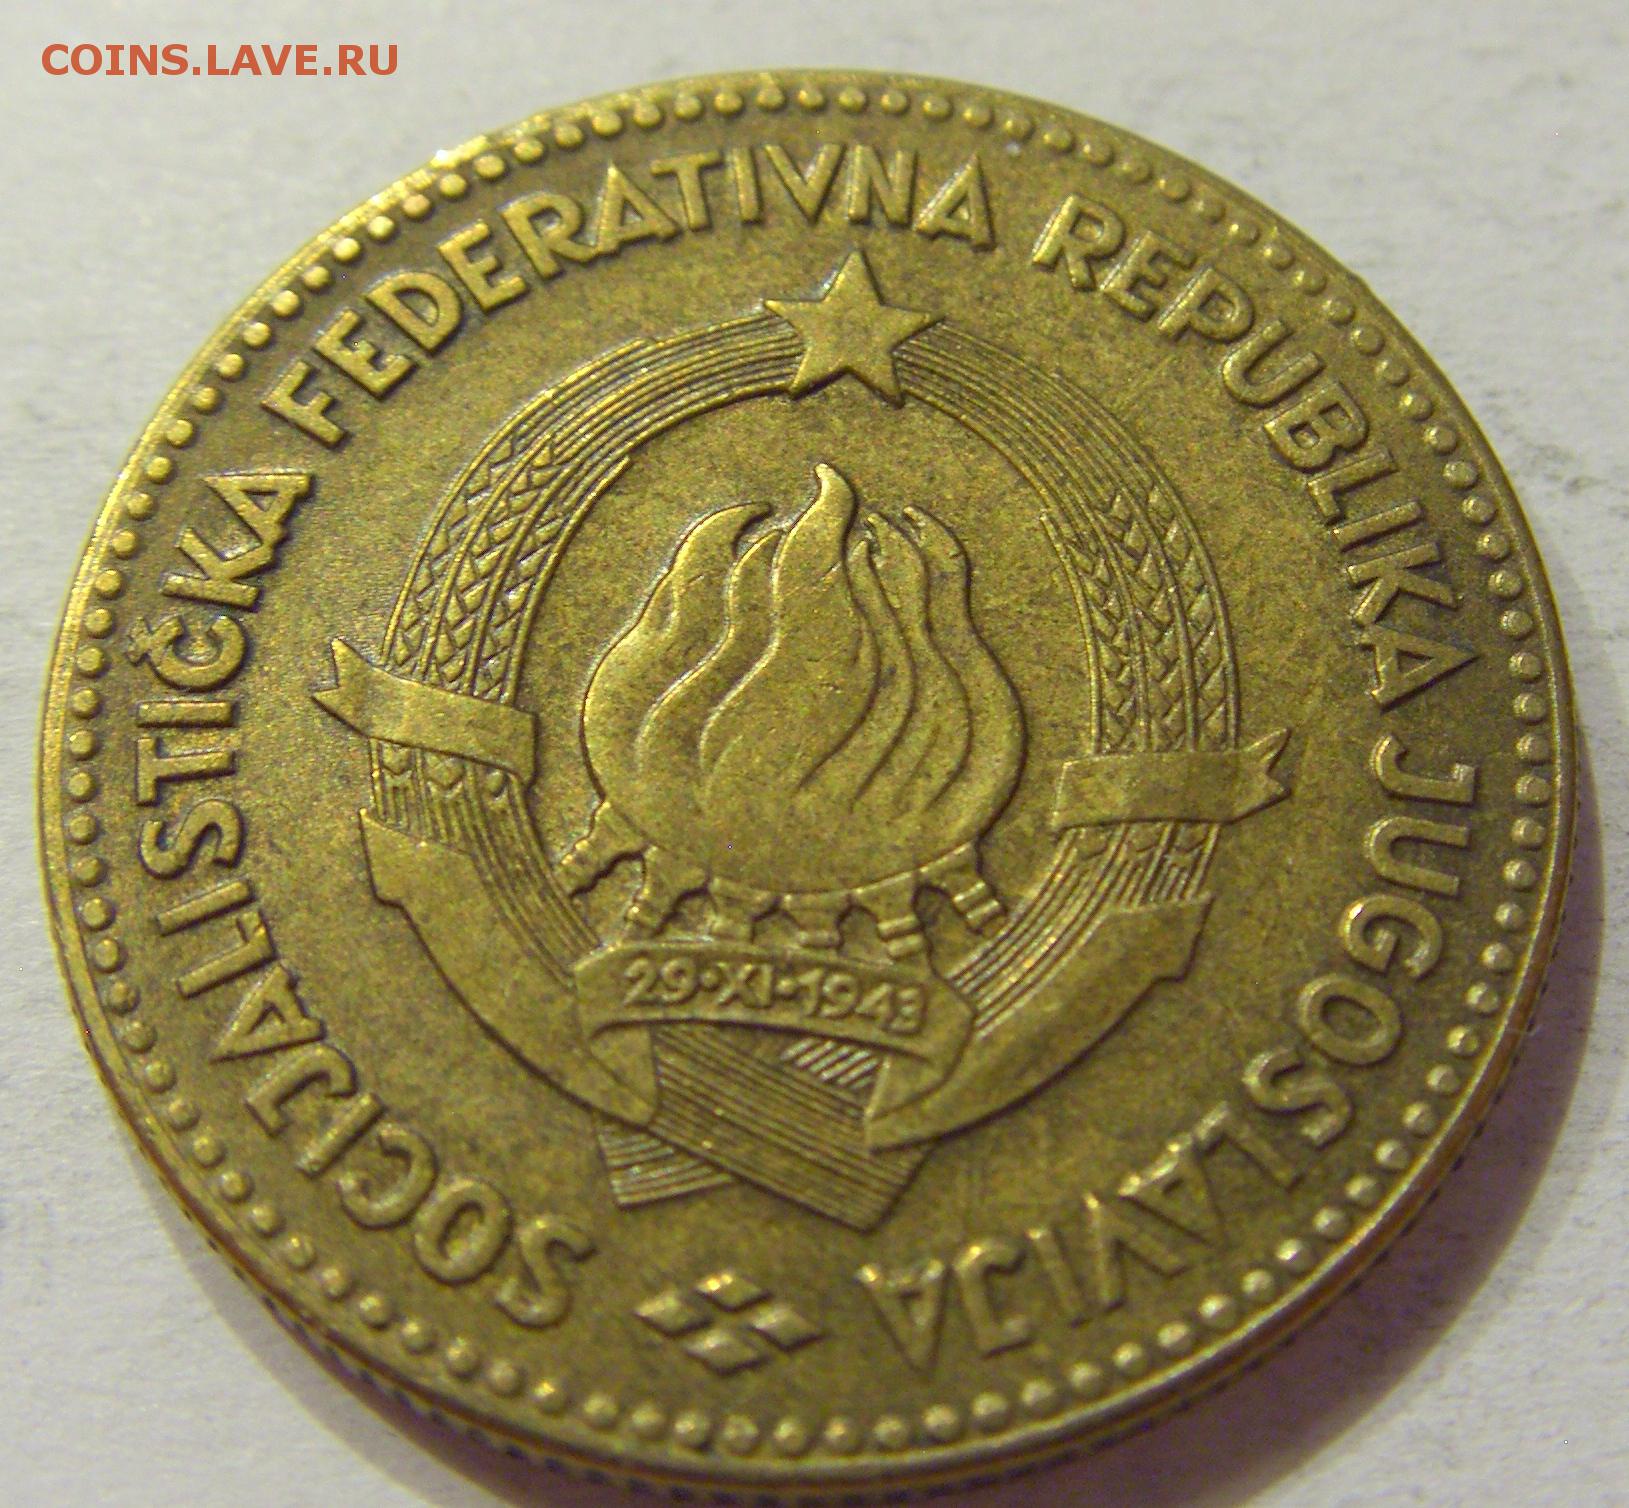 COINS.LAVE.RU
SOCIJALISTIČKA FEDERATIVNA REPUBLIKA JUGOSLAVIJA
29·XI·1943